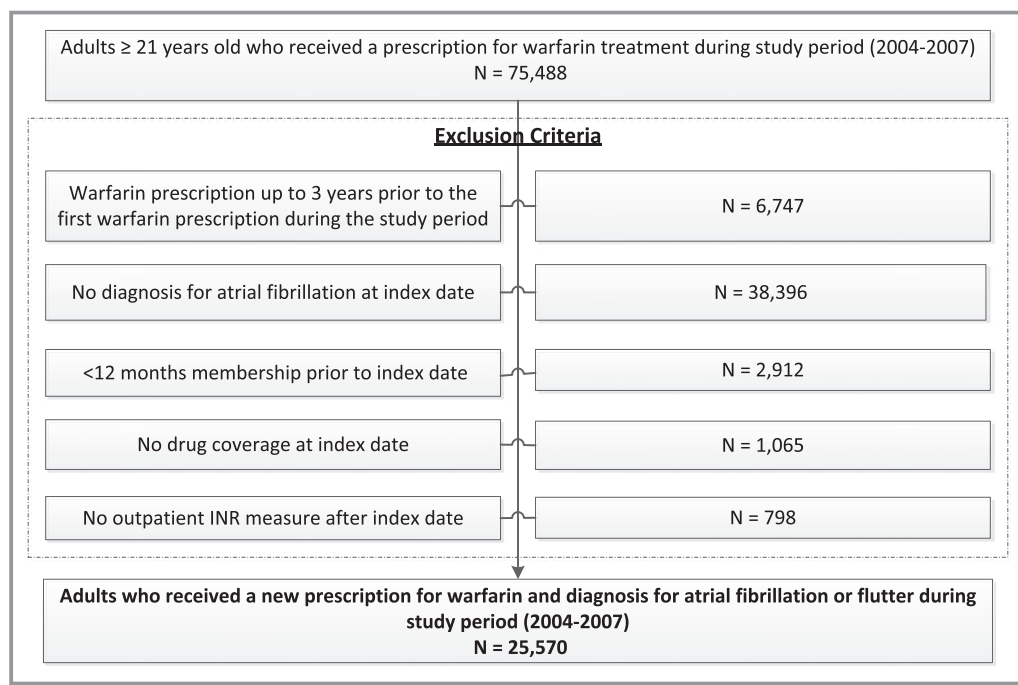 Adults ≥ 21 years old who received a prescription for warfarin treatment during study period (2004-2007)
N = 75,488
Exclusion Criteria
Warfarin prescription up to 3 years prior to the
first warfarin prescription during the study period
N = 6,747
No diagnosis for atrial fibrillation at index date
N = 38,396
<12 months membership prior to index date
N = 2,912
No drug coverage at index date
N = 1,065
No outpatient INR measure after index date
N = 798
Adults who received a new prescription for warfarin and diagnosis for atrial fibrillation or flutter during
study period (2004-2007)
N = 25,570